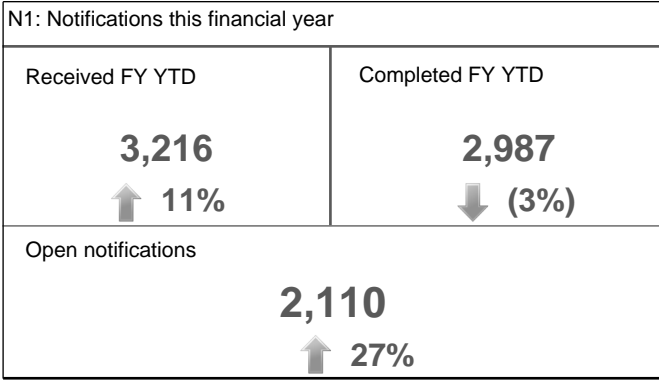 N1: Notifications this financial year
Received FY YTD
3,216
11%
Completed FY YTD
2,987
(3%)
Open notifications
2,110
27%